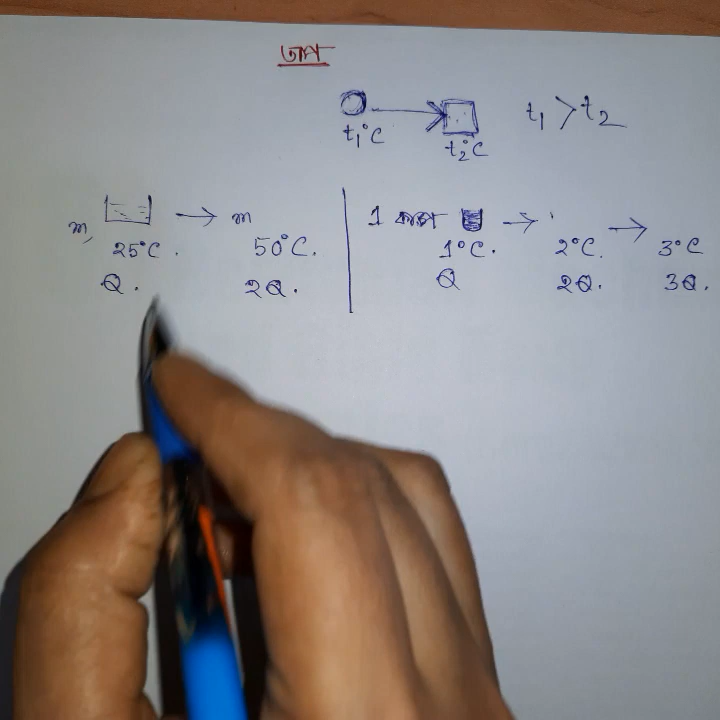 তাপ
t₁°C t₂°C t₁ > t₂
m, → m
25°C. 50°C.
Q. 2Q.
1 কাপ → →
1°C. 2°C. 3°C
Q 2Q. 3Q.